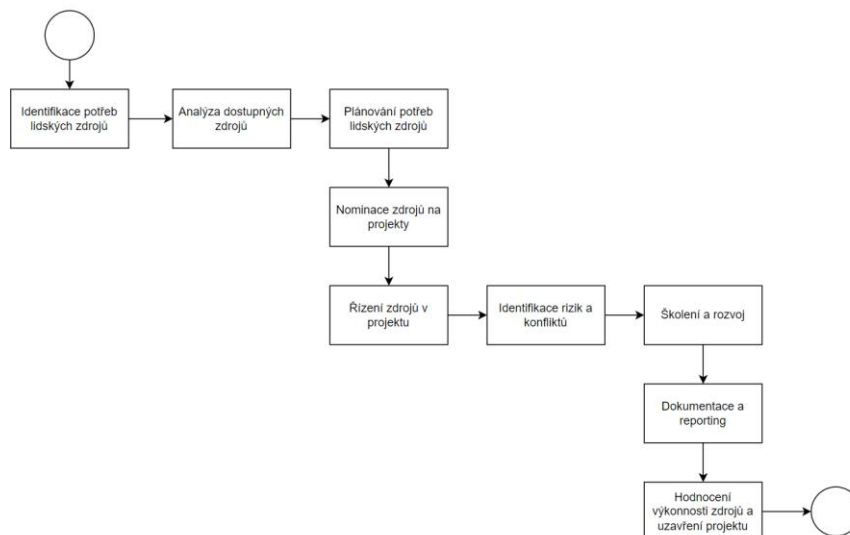 Identifikace potřeb
lidských zdrojů
Analýza dostupných
zdrojů
Plánování potřeb
lidských zdrojů
Nominace zdrojů na
projekty
Řízení zdrojů v
projektu
Identifikace rizik a
konfliktů
Školení a rozvoj
Dokumentace a
reporting
Hodnocení
výkonnosti zdrojů a
uzavření projektu